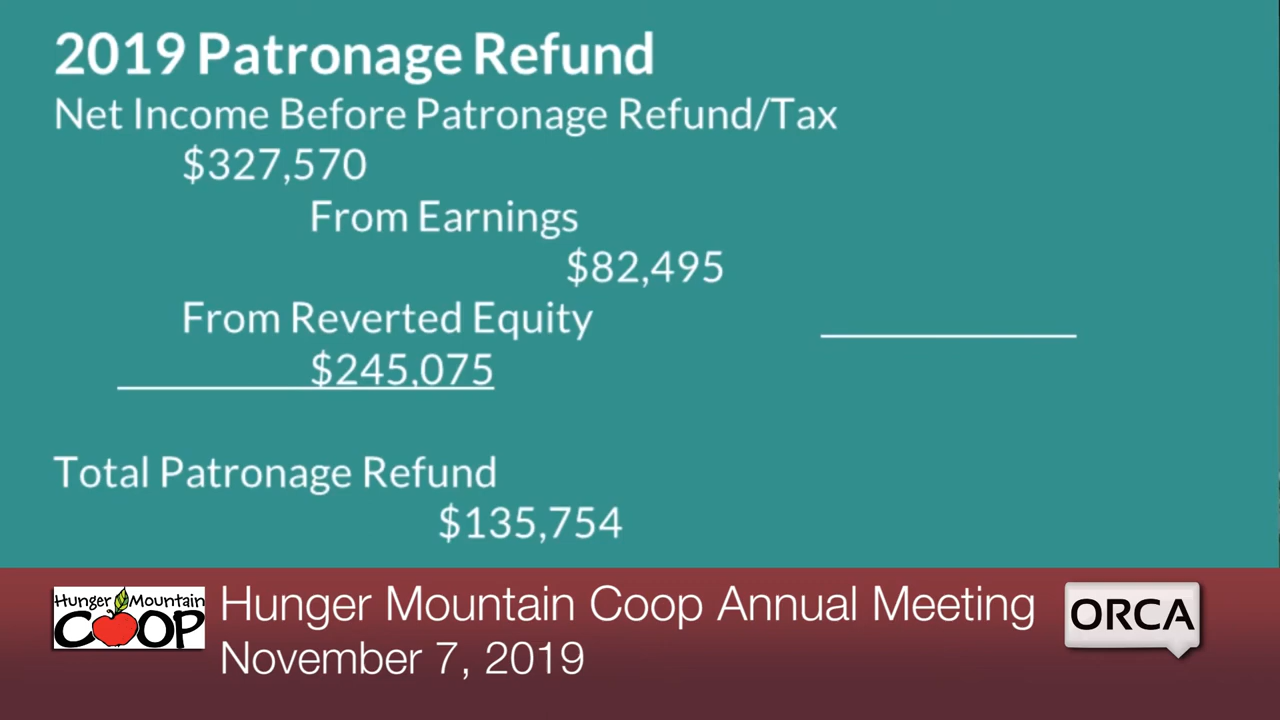 2019 Patronage Refund
Net Income Before Patronage Refund/Tax
$327,570
From Earnings
$82,495
From Reverted Equity
$245,075
Total Patronage Refund
$135,754
Hunger Mountain
COOP
Hunger Mountain Coop Annual Meeting
November 7, 2019
ORCA